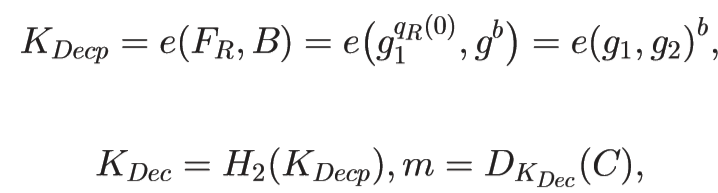 K_{Decp} = e(F_R, B) = e(g_1^{q_R(0)}, g^b) = e(g_1, g_2)^b,
K_{Dec} = H_2(K_{Decp}), m = D_{K_{Dec}}(C),